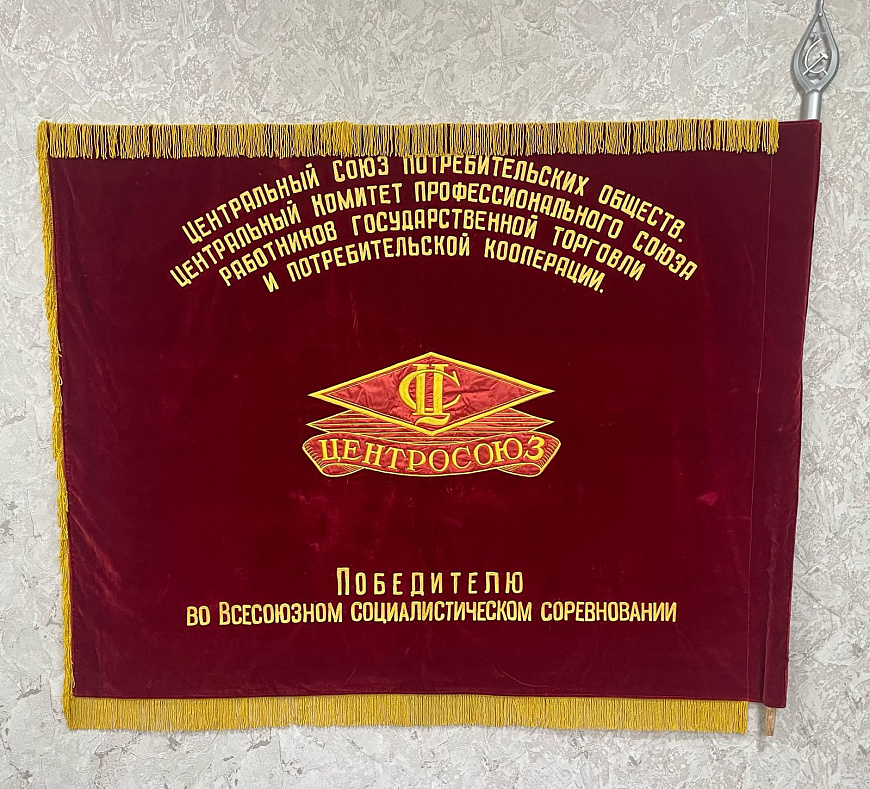 Центральный союз потребительских обществ.
Центральный Комитет профессионального союза
работников государственной торговли
и потребительской кооперации.
ЦС
ЦЕНТРОСОЮЗ
Победителю
во Всесоюзном социалистическом соревновании